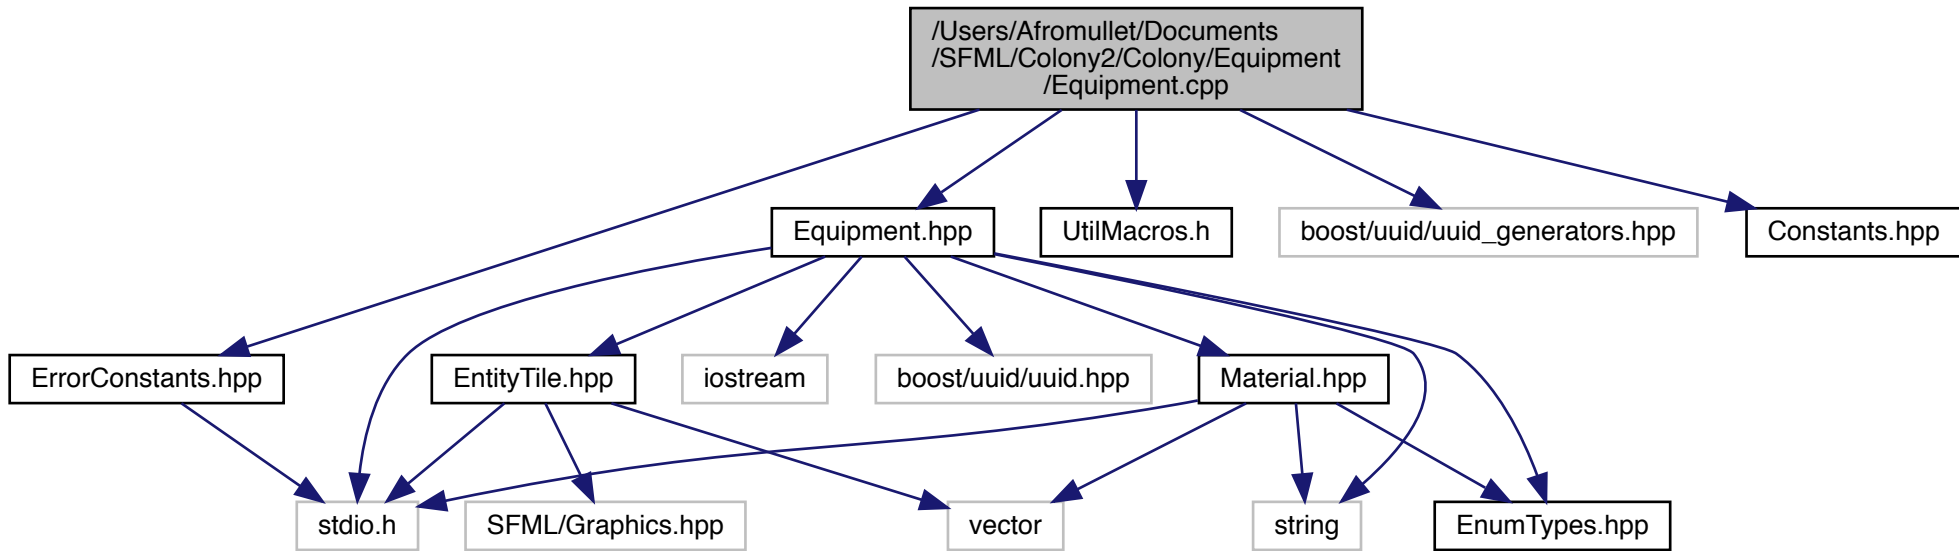 /Users/Afromullet/Documents
/SFML/Colony2/Colony/Equipment
/Equipment.cpp
Equipment.hpp
UtilMacros.h
boost/uuid/uuid_generators.hpp
Constants.hpp
ErrorConstants.hpp
EntityTile.hpp
iostream
boost/uuid/uuid.hpp
Material.hpp
stdio.h
SFML/Graphics.hpp
vector
string
EnumTypes.hpp